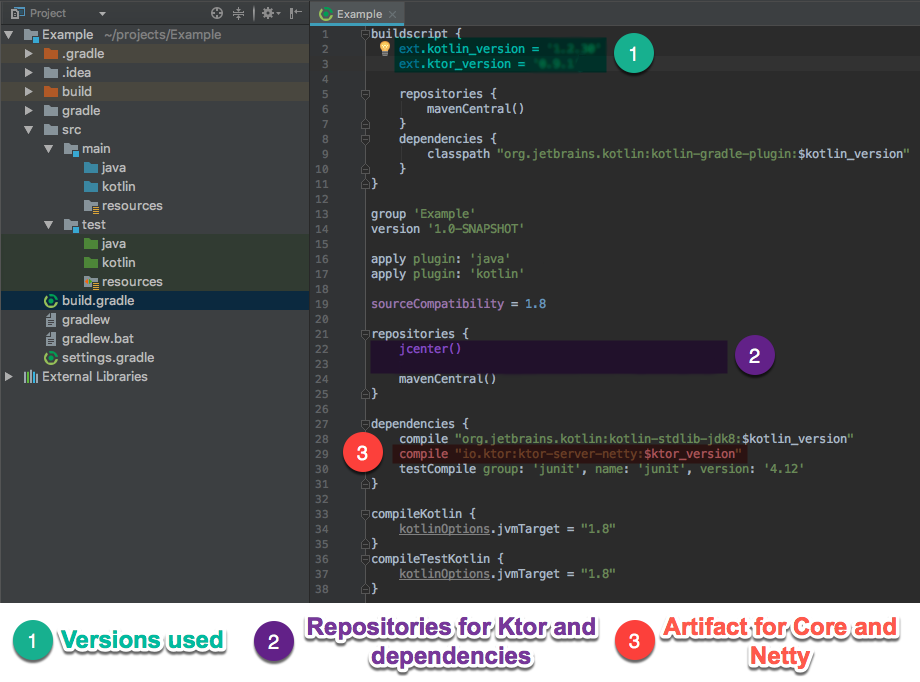 Project
Example ~/projects/Example
.gradle
.idea
build
gradle
src
main
java
kotlin
resources
test
java
kotlin
resources
build.gradle
gradlew
gradlew.bat
settings.gradle
External Libraries
Example
1 buildscript {
2 ext.kotlin_version =
3 ext.ktor_version =
1
4
5 repositories {
6 mavenCentral()
7 }
8 dependencies {
9 classpath "org.jetbrains.kotlin:kotlin-gradle-plugin:$kotlin_version"
10 }
11 }
12
13 group 'Example'
14 version '1.0-SNAPSHOT'
15
16 apply plugin: 'java'
17 apply plugin: 'kotlin'
18
19 sourceCompatibility = 1.8
20
21 repositories {
22 jcenter()
23
2
24 mavenCentral()
25 }
26
27 dependencies {
28 compile "org.jetbrains.kotlin:kotlin-stdlib-jdk8:$kotlin_version"
29 3 compile "io.ktor:ktor-server-netty:$ktor_version"
30 testCompile group: 'junit', name: 'junit', version: '4.12'
31 }
32
33 compileKotlin {
34 kotlinOptions.jvmTarget = "1.8"
35 }
36 compileTestKotlin {
37 kotlinOptions.jvmTarget = "1.8"
38 }
1 Versions used
2 Repositories for Ktor and
dependencies
3 Artifact for Core and
Netty